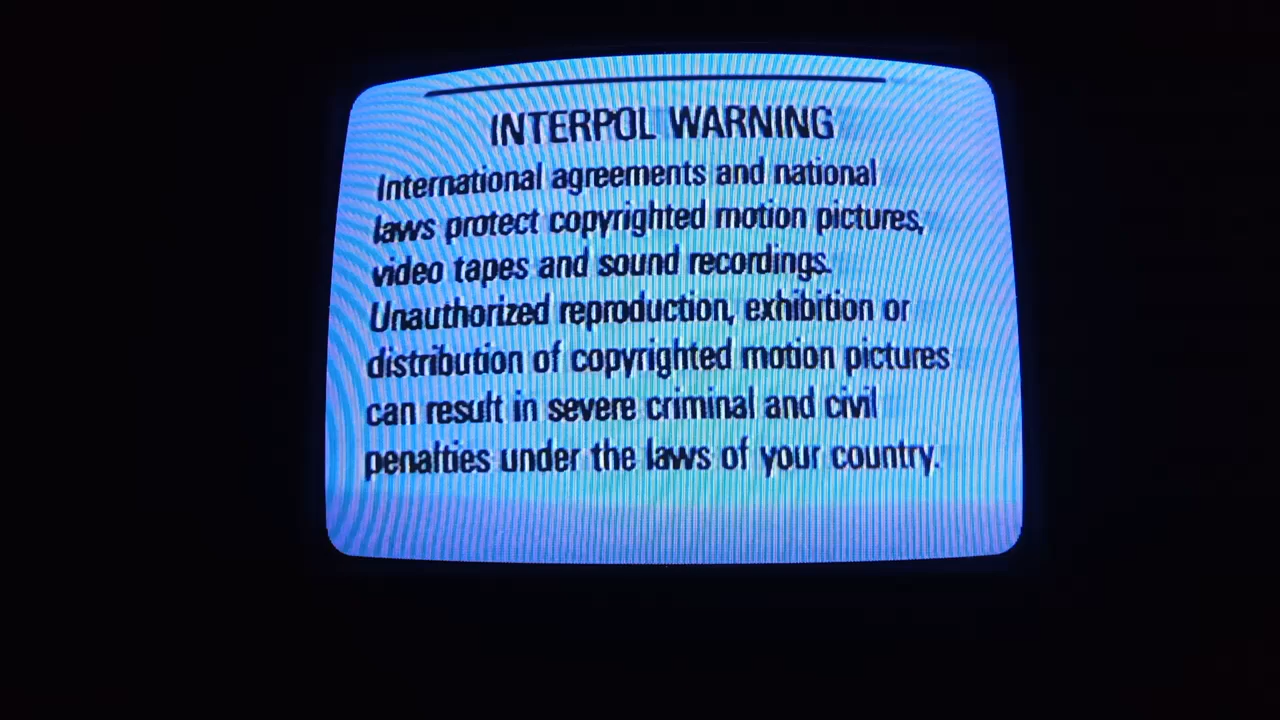 INTERPOL WARNING
International agreements and national
laws protect copyrighted motion pictures,
video tapes and sound recordings.
Unauthorized reproduction, exhibition or
distribution of copyrighted motion pictures
can result in severe criminal and civil
penalties under the laws of your country.